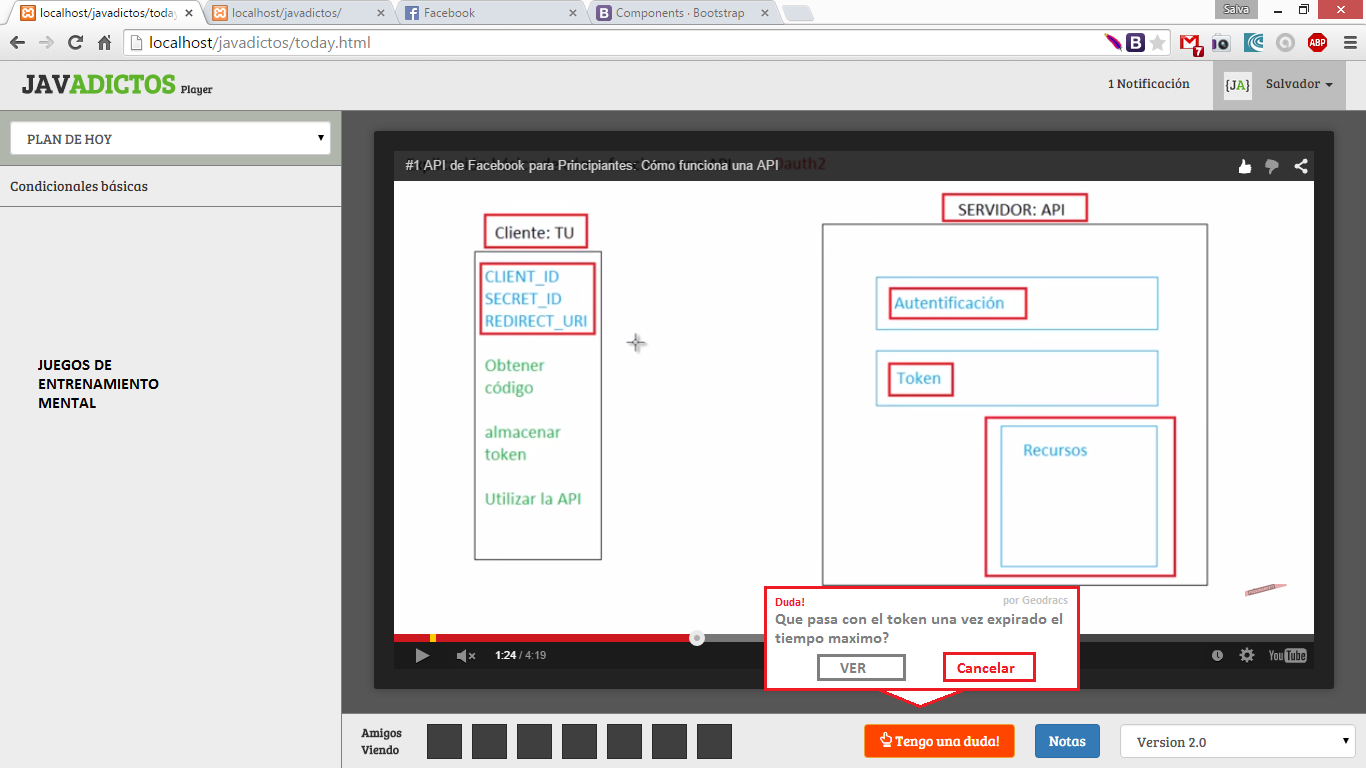 localhost/javadictos/today
localhost/javadictos/
Facebook
Components · Bootstrap
Salva
localhost/javadictos/today.html
7
ABP
JAVADICTOS Player
1 Notificación
{JA}
Salvador
PLAN DE HOY
Condicionales básicas
JUEGOS DE
ENTRENAMIENTO
MENTAL
#1 API de Facebook para Principiantes: Cómo funciona una API
Oauth2
Cliente: TU
CLIENT_ID
SECRET_ID
REDIRECT_URI
Obtener
código
almacenar
token
Utilizar la API
SERVIDOR: API
Autentificación
Token
Recursos
Duda!
por Geodracs
Que pasa con el token una vez expirado el
tiempo maximo?
VER
Cancelar
1:24 / 4:19
YouTube
Amigos
Viendo
Tengo una duda!
Notas
Version 2.0